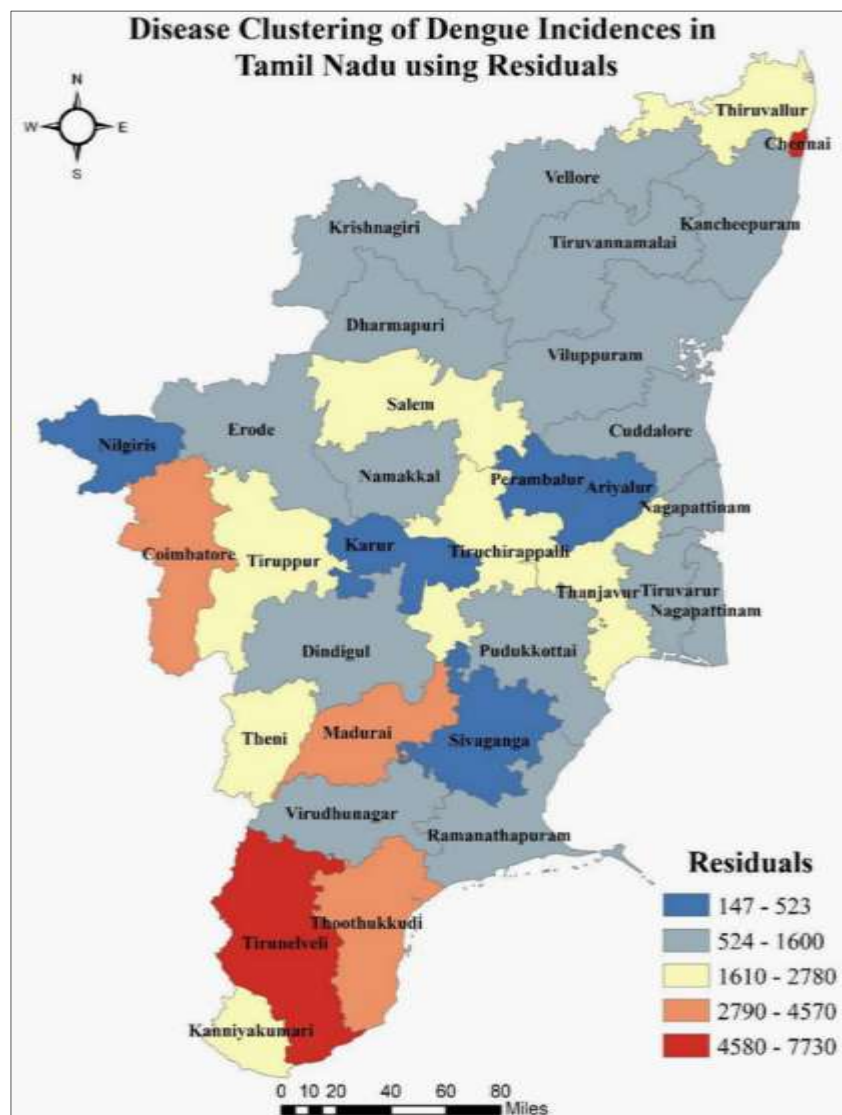 Disease Clustering of Dengue Incidences in
Tamil Nadu using Residuals
N
W E
S
Thiruvallur
Chennai
Vellore
Kancheepuram
Krishnagiri
Tiruvannamalai
Dharmapuri
Viluppuram
Salem
Erode
Cuddalore
Nilgiris
Namakkal
Perambalur
Ariyalur
Nagapattinam
Karur
Coimbatore
Tiruppur
Tiruchirappalli
Thanjavur
Tiruvarur
Nagapattinam
Dindigul
Pudukkottai
Theni
Madurai
Sivaganga
Virudhunagar
Ramanathapuram
Thoothukkudi
Tirunelveli
Kanniyakumari
Residuals
147 - 523
524 - 1600
1610 - 2780
2790 - 4570
4580 - 7730
0 10 20 40 60 80
Miles